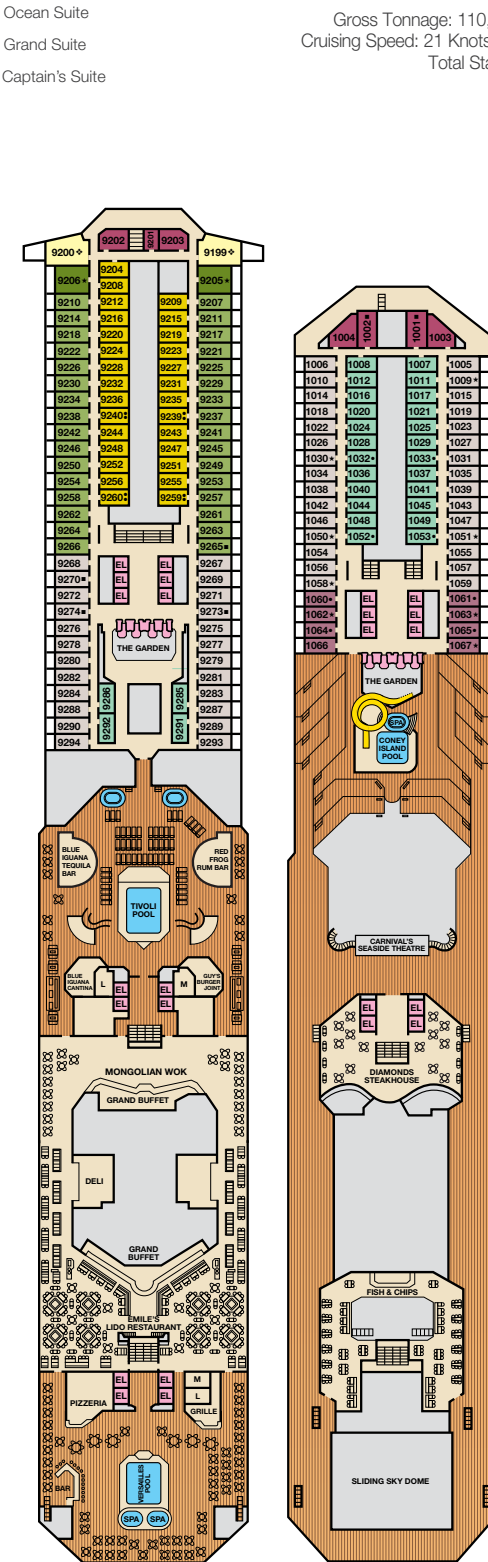 Ocean Suite
Grand Suite
Captain's Suite
Gross Tonnage: 110,
Cruising Speed: 21 Knots
Total Sta
9202 9201 9203
9200 9199
9204
9206 9208 9205
9210 9212 9209 9207
9214 9216 9215 9211
9218 9220 9219 9217
9222 9224 9223 9221
9226 9228 9227 9225
9230 9232 9231 9229
9234 9236 9235 9233
9238 9240 9239 9237
9242 9244 9243 9241
9246 9248 9247 9245
9250 9252 9251 9249
9254 9256 9255 9253
9258 9260 9259 9257
9262 9261
9264 9263
9266 9265
9268 EL EL 9267
9270 EL EL 9269
9272 EL EL 9271
9274 9273
9276 9275
9278 THE GARDEN 9277
9280 9279
9282 9281
9284 9286 9285 9283
9288 9287
9290 9292 9291 9289
9294 9293
BLUE
IGUANA
TEQUILA
BAR
RED
FROG
RUM BAR
TIVOLI
POOL
BLUE
IGUANA
CANTINA
L
EL
EL
M
EL
EL
GUY'S
BURGER
JOINT
MONGOLIAN WOK
GRAND BUFFET
DELI
GRAND
BUFFET
EMILE'S
LIDO RESTAURANT
PIZZERIA
EL EL
EL EL
M
L
GRILLE
BAR
VERSAILLES
POOL
SPA SPA
1004 1002 1001 1003
1006 1008 1007 1005
1010 1012 1011 1009
1014 1016 1017 1015
1018 1020 1021 1019
1022 1024 1025 1023
1026 1028 1029 1027
1030 1032 1033 1031
1034 1036 1037 1035
1038 1040 1041 1039
1042 1044 1045 1043
1046 1048 1049 1047
1050 1052 1053 1051
1054 1055
1056 1057
1058 1059
1060 EL EL 1061
1062 EL EL 1063
1064 EL EL 1065
1066 1067
THE GARDEN
SPA
CONEY
ISLAND
POOL
CARNIVAL'S
SEASIDE THEATRE
EL EL
EL EL
DIAMONDS
STEAKHOUSE
FISH & CHIPS
SLIDING SKY DOME